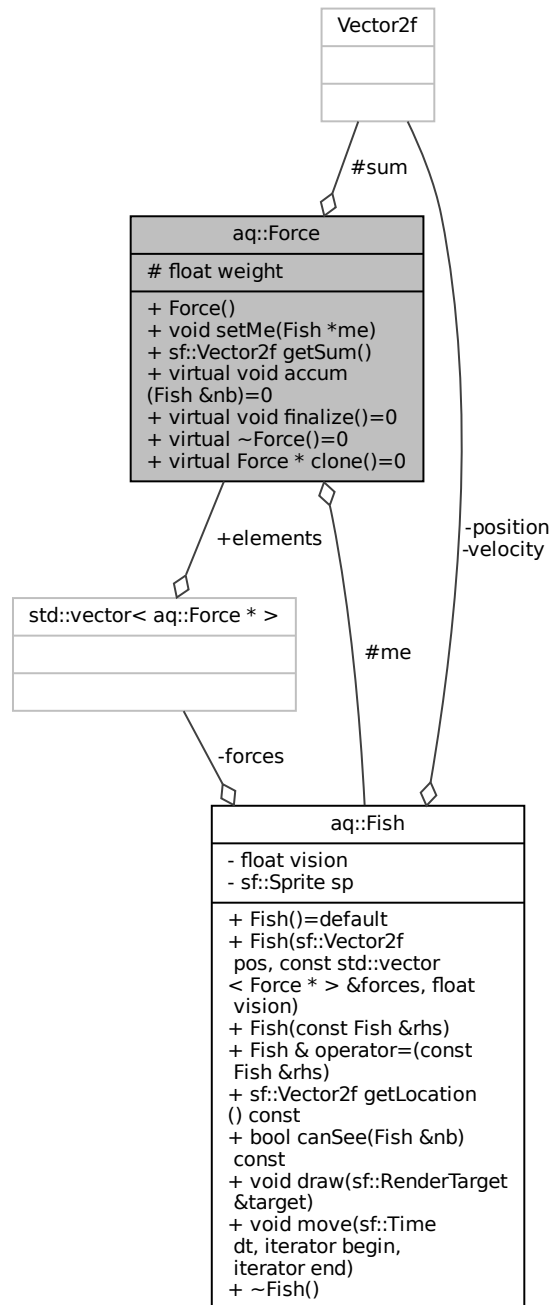 Vector2f
#sum
aq::Force
# float weight
+ Force()
+ void setMe(Fish *me)
+ sf::Vector2f getSum()
+ virtual void accum
(Fish &nb)=0
+ virtual void finalize()=0
+ virtual ~Force()=0
+ virtual Force * clone()=0
-position
-velocity
+elements
std::vector< aq::Force * >
#me
-forces
aq::Fish
- float vision
- sf::Sprite sp
+ Fish()=default
+ Fish(sf::Vector2f
pos, const std::vector
< Force * > &forces, float
vision)
+ Fish(const Fish &rhs)
+ Fish & operator=(const
Fish &rhs)
+ sf::Vector2f getLocation
() const
+ bool canSee(Fish &nb)
const
+ void draw(sf::RenderTarget
&target)
+ void move(sf::Time
dt, iterator begin,
iterator end)
+ ~Fish()